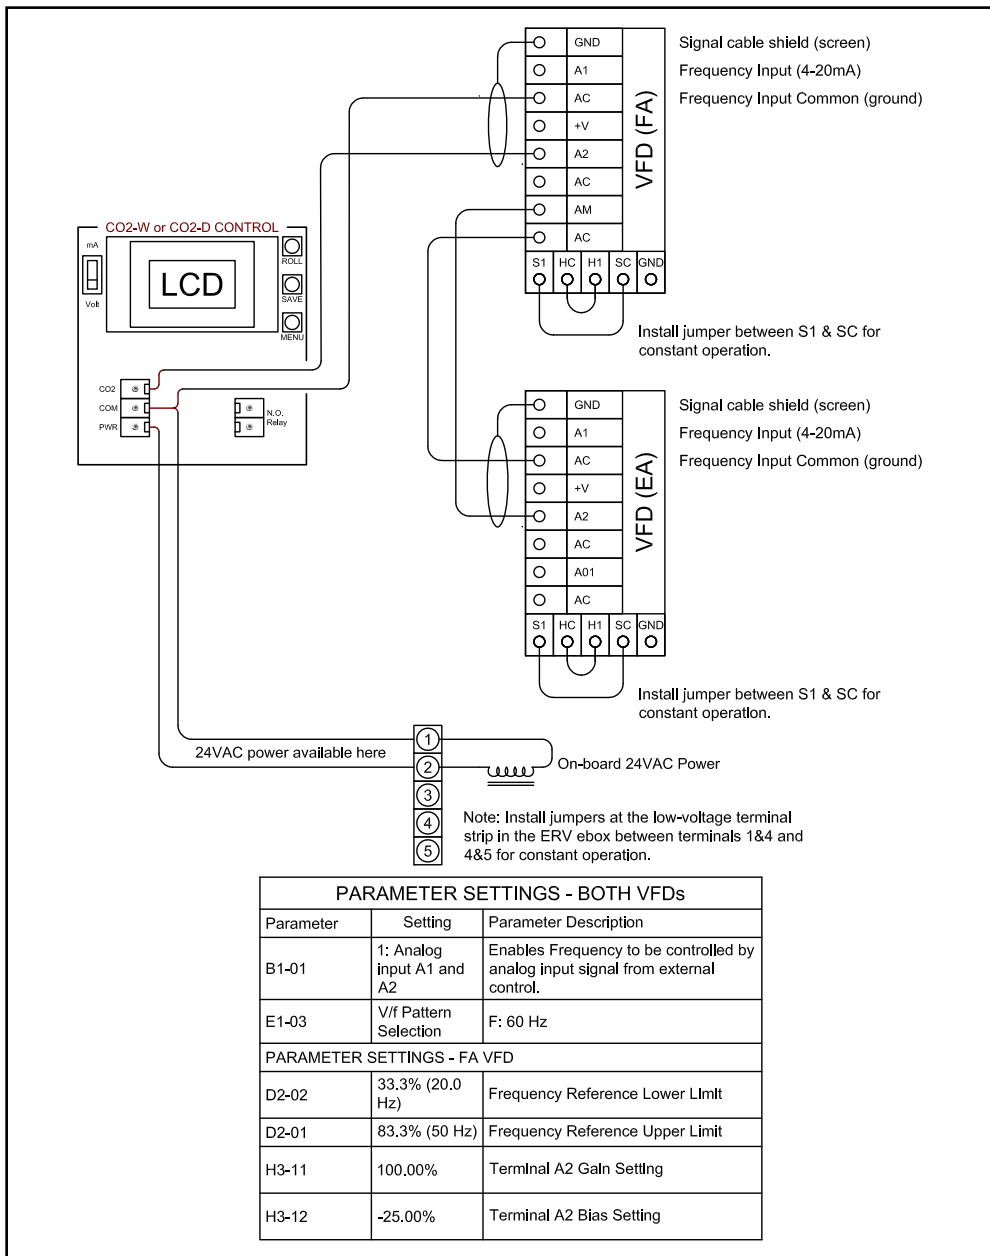 GND
A1
AC
+V
A2
AC
AM
AC
VFD (FA)
Signal cable shield (screen)
Frequency Input (4-20mA)
Frequency Input Common (ground)
S1 HC H1 SC GND
Install jumper between S1 & SC for
constant operation.
CO2-W or CO2-D CONTROL
mA
Volt
LCD
ROLL
SAVE
MENU
CO2
COM
PWR
N.O.
Relay
GND
A1
AC
+V
A2
AC
A01
AC
VFD (EA)
Signal cable shield (screen)
Frequency Input (4-20mA)
Frequency Input Common (ground)
S1 HC H1 SC GND
Install jumper between S1 & SC for
constant operation.
24VAC power available here
1
2
3
4
5
On-board 24VAC Power
Note: Install jumpers at the low-voltage terminal
strip in the ERV ebox between terminals 1&4 and
4&5 for constant operation.
PARAMETER SETTINGS - BOTH VFDs
Parameter Setting Parameter Description
B1-01
1: Analog
input A1 and
A2
Enables Frequency to be controlled by
analog input signal from external
control.
E1-03
V/f Pattern
Selection
F: 60 Hz
PARAMETER SETTINGS - FA VFD
D2-02
33.3% (20.0
Hz)
Frequency Reference Lower Limit
D2-01 83.3% (50 Hz) Frequency Reference Upper Limit
H3-11 100.00% Terminal A2 Gain Setting
H3-12 -25.00% Terminal A2 Bias Setting